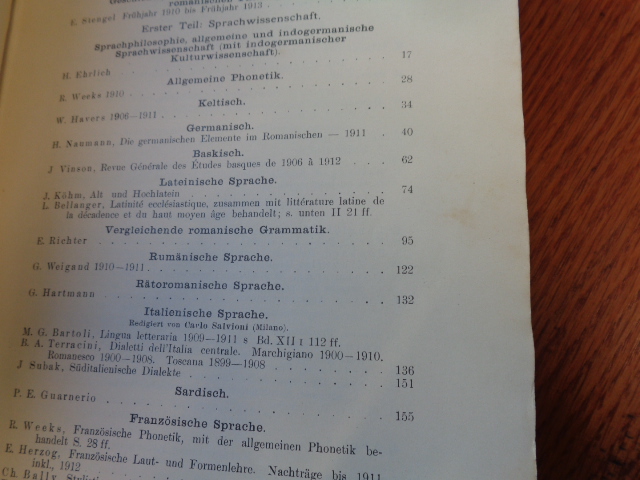 romanischen
E. Stengel Frühjahr 1910 bis Frühjahr 1913
Erster Teil: Sprachwissenschaft.
Sprachphilosophie, allgemeine und indogermanische
Sprachwissenschaft (mit indogermanischer
Kulturwissenschaft).
H. Ehrlich . . . 17
Allgemeine Phonetik.
R. Weeks 1910 . . . 28
Keltisch.
W. Havers 1906—1911 . . . 34
Germanisch.
H. Naumann, Die germanischen Elemente im Romanischen — 1911 . 40
Baskisch.
J Vinson, Revue Générale des Études basques de 1906 à 1912 . . . 62
Lateinische Sprache.
J. Köhm, Alt und Hochlatein . . . 74
L. Bellanger, Latinité ecclésiastique, zusammen mit littérature latine de
la décadence et du haut moyen âge behandelt; s. unten II 21 ff.
Vergleichende romanische Grammatik.
E. Richter . . . 95
Rumänische Sprache.
G. Weigand 1910—1911 . . . 122
Rätoromanische Sprache.
G. Hartmann . . . 132
Italienische Sprache.
Redigiert von Carlo Salvioni (Milano).
M. G. Bartoli, Lingua letteraria 1909—1911 s Bd. XII I 112 ff.
B. A. Terracini, Dialetti dell'Italia centrale. Marchigiano 1900—1910.
Romanesco 1900—1908. Toscana 1899—1908 . . . 136
J Subak, Süditalienische Dialekte . . . 151
Sardisch.
P. E. Guarnerio . . . 155
Französische Sprache.
R. Weeks, Französische Phonetik, mit der allgemeinen Phonetik be-
handelt S. 28 ff.
E. Herzog, Französische Laut- und Formenlehre. Nachträge bis 1911
inkl., 1912
Ch. Bally,